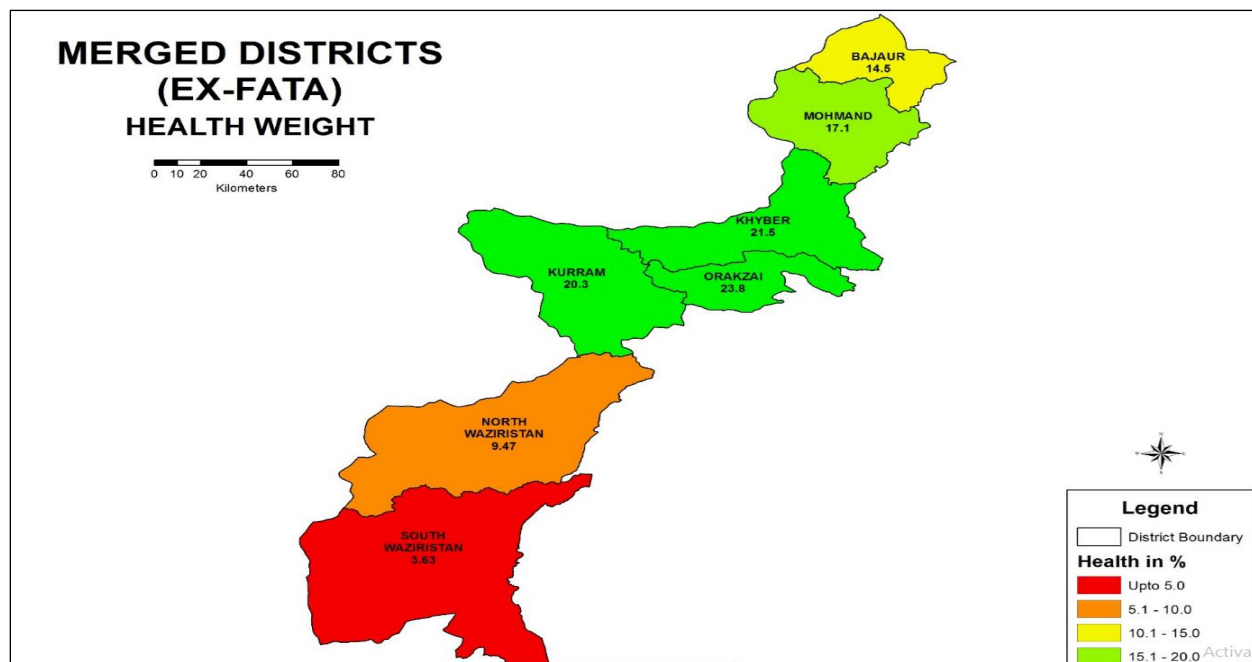 MERGED DISTRICTS
(EX-FATA)
HEALTH WEIGHT
0 10 20 40 60 80
Kilometers
BAJAUR
14.5
MOHMAND
17.1
KHYBER
21.5
KURRAM
20.3
ORAKZAI
23.8
NORTH
WAZIRISTAN
9.47
SOUTH
WAZIRISTAN
3.63
N
W E
S
Legend
District Boundary
Health in %
Upto 5.0
5.1 - 10.0
10.1 - 15.0
15.1 - 20.0
Activa